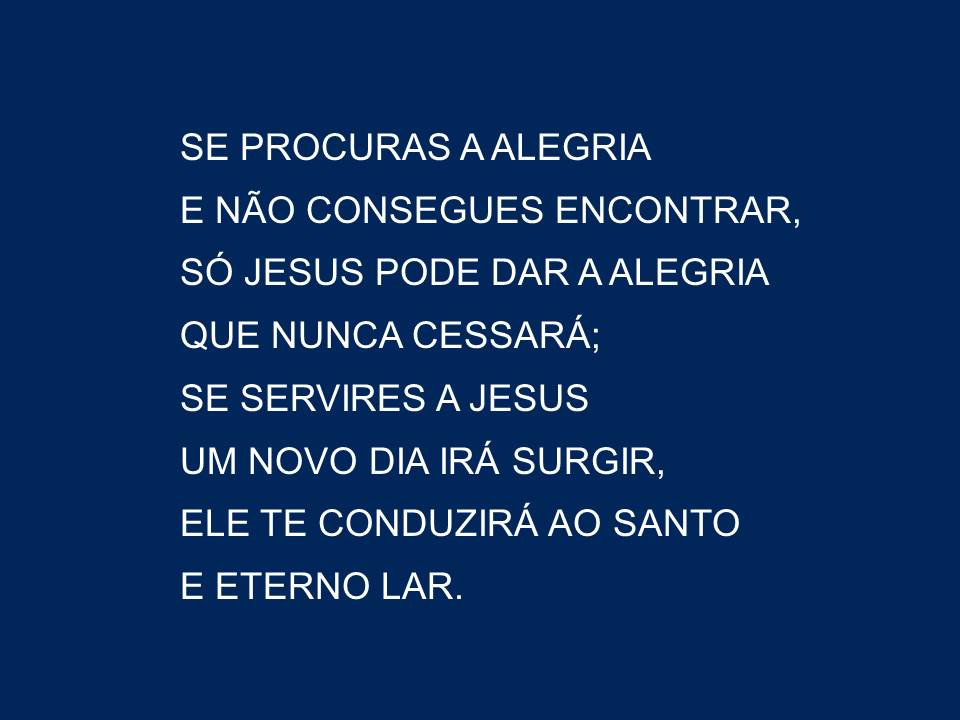 SE PROCURAS A ALEGRIA
E NÃO CONSEGUES ENCONTRAR,
SÓ JESUS PODE DAR A ALEGRIA
QUE NUNCA CESSARÁ;
SE SERVIRES A JESUS
UM NOVO DIA IRÁ SURGIR,
ELE TE CONDUZIRÁ AO SANTO
E ETERNO LAR.